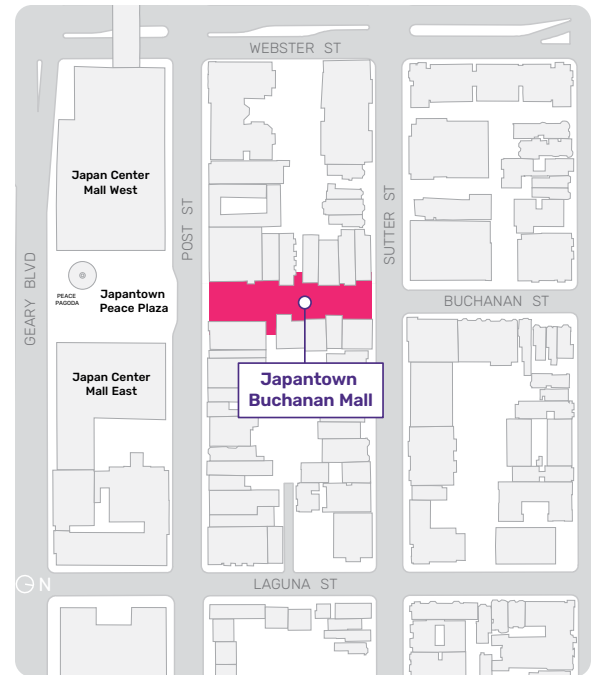 WEBSTER ST
Japan Center
Mall West
POST ST
SUTTER ST
GEARY BLVD
PEACE
PAGODA
Japantown
Peace Plaza
BUCHANAN ST
Japan Center
Mall East
Japantown
Buchanan Mall
LAGUNA ST
N